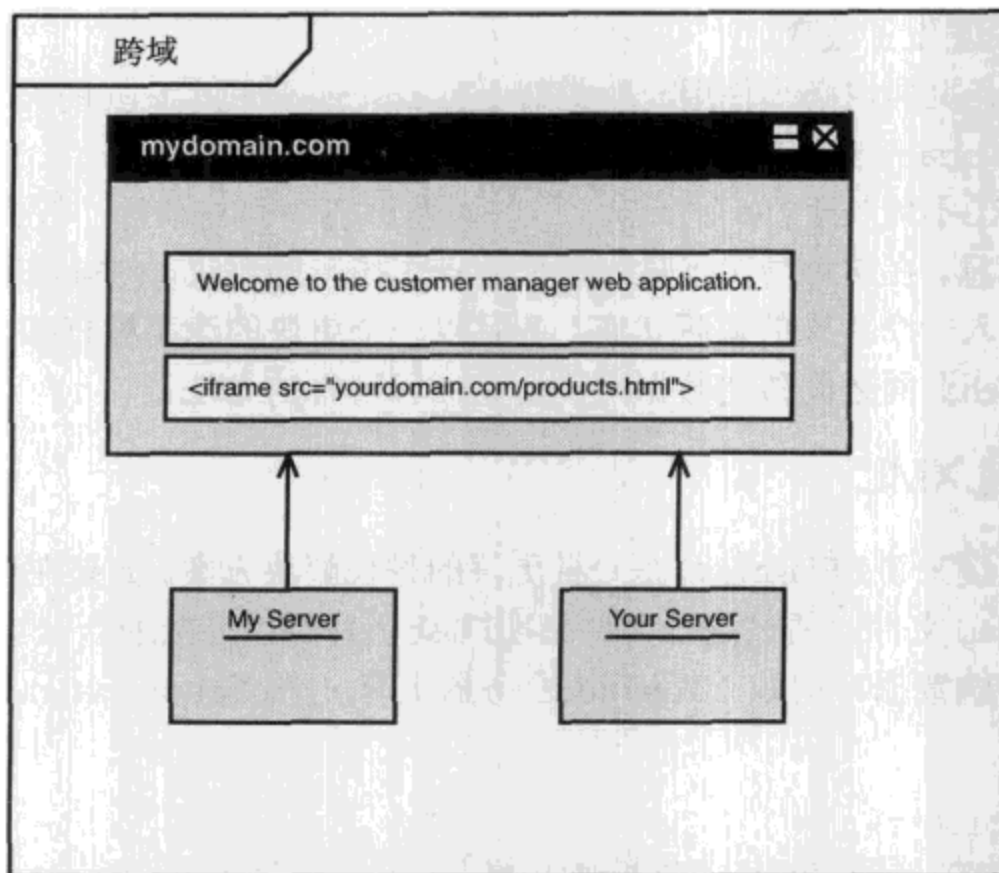 跨域
mydomain.com
Welcome to the customer manager web application.
<iframe src="yourdomain.com/products.html">
My Server
Your Server